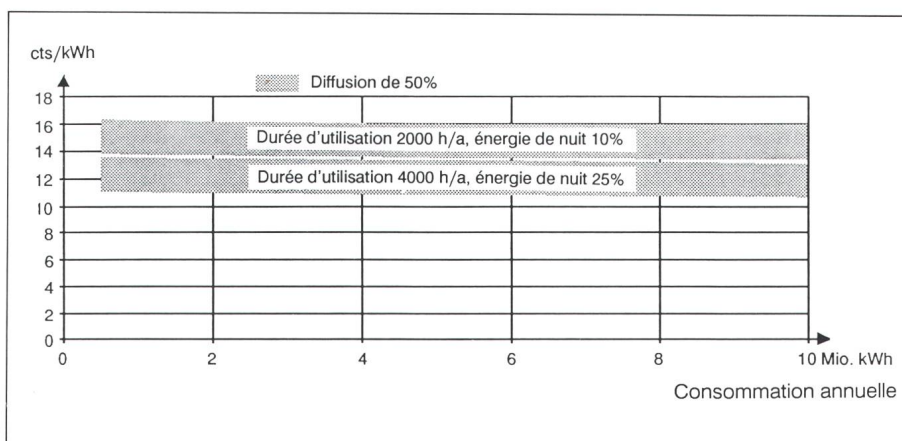 cts/kWh
Diffusion de 50%
18
16
Durée d'utilisation 2000 h/a, énergie de nuit 10%
14
Durée d'utilisation 4000 h/a, énergie de nuit 25%
12
10
8
6
4
2
0
0 2 4 6 8 10 Mio. kWh
Consommation annuelle